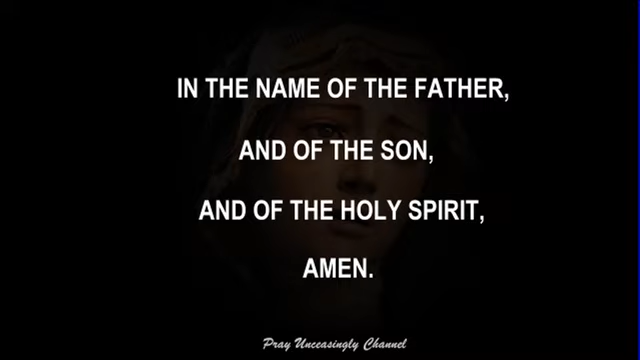 IN THE NAME OF THE FATHER,
AND OF THE SON,
AND OF THE HOLY SPIRIT,
AMEN.
Pray Unceasingly Channel